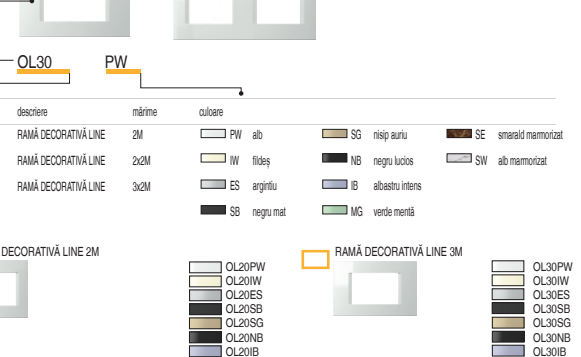 OL30 PW
descriere mărime culoare
RAMĂ DECORATIVĂ LINE 2M PW alb SG nisip auriu SE smarald marmorizat
RAMĂ DECORATIVĂ LINE 2x2M IW fildeș NB negru lucios SW alb marmorizat
RAMĂ DECORATIVĂ LINE 3x2M ES argintiu IB albastru intens
SB negru mat MG verde mentă
DECORATIVĂ LINE 2M
OL20PW
OL20IW
OL20ES
OL20SB
OL20SG
OL20NB
OL20IB
RAMĂ DECORATIVĂ LINE 3M
OL30PW
OL30IW
OL30ES
OL30SB
OL30SG
OL30NB
OL30IB